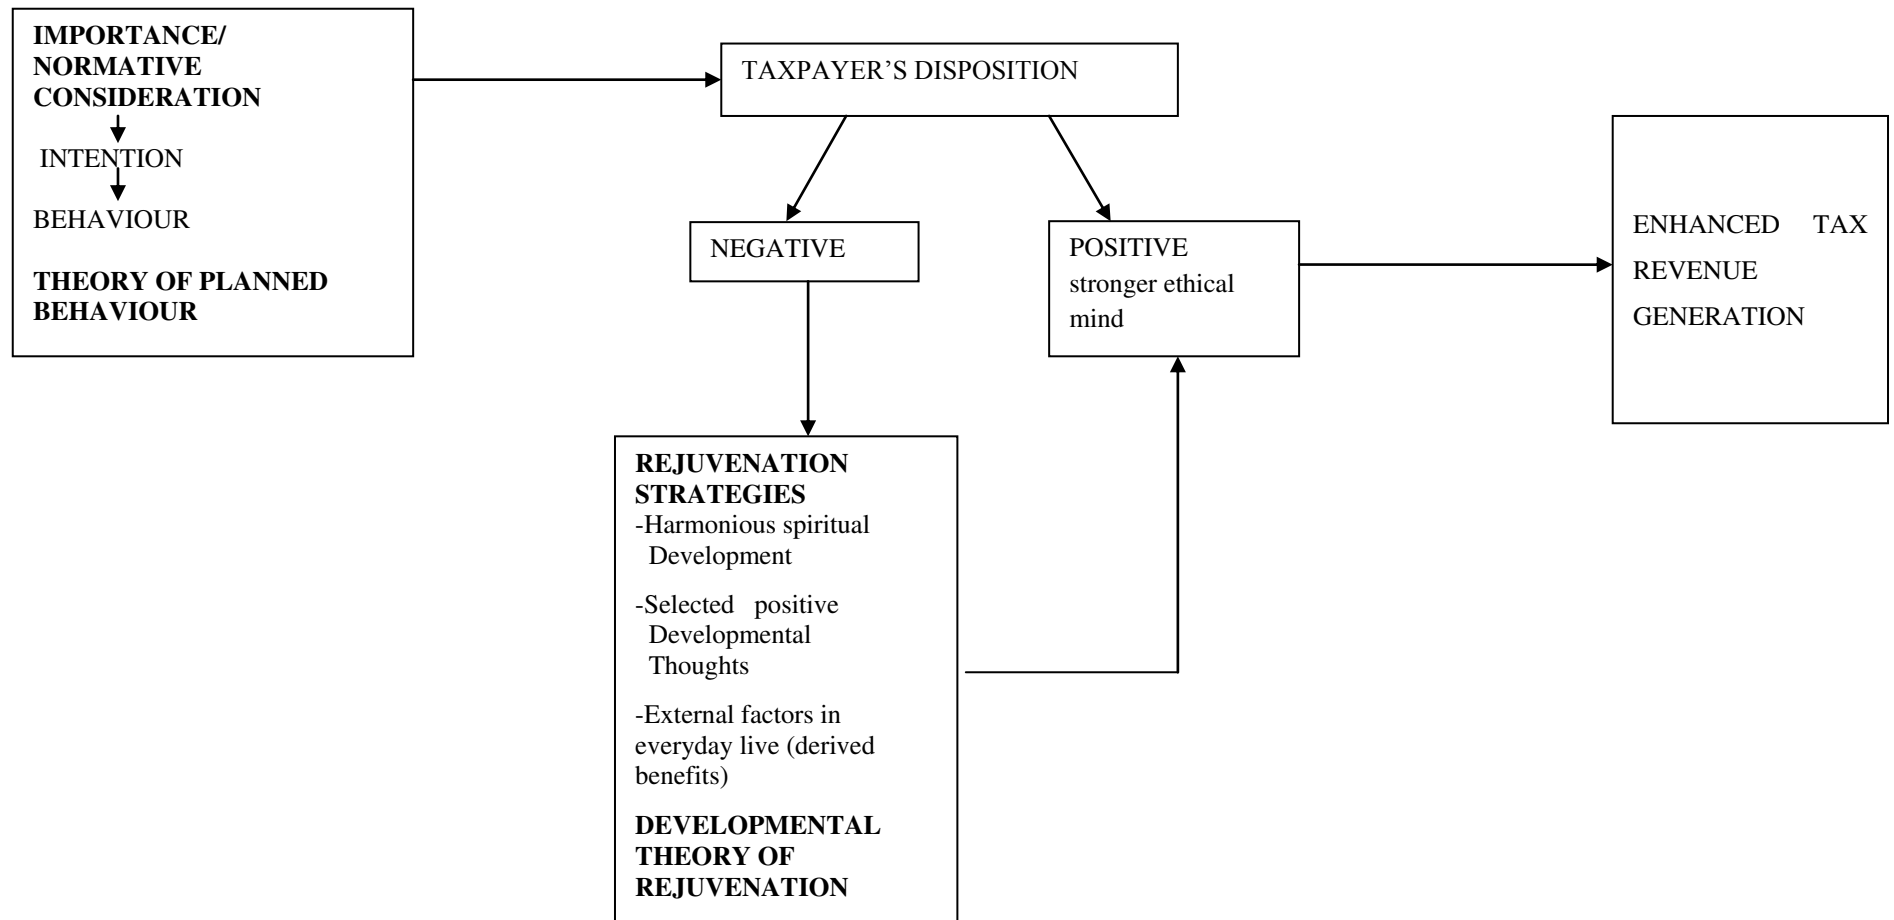 IMPORTANCE/
NORMATIVE
CONSIDERATION
INTENTION
BEHAVIOUR
THEORY OF PLANNED
BEHAVIOUR
TAXPAYER’S DISPOSITION
NEGATIVE
POSITIVE
stronger ethical
mind
ENHANCED TAX
REVENUE
GENERATION
REJUVENATION
STRATEGIES
-Harmonious spiritual
Development
-Selected positive
Developmental
Thoughts
-External factors in
everyday live (derived
benefits)
DEVELOPMENTAL
THEORY OF
REJUVENATION